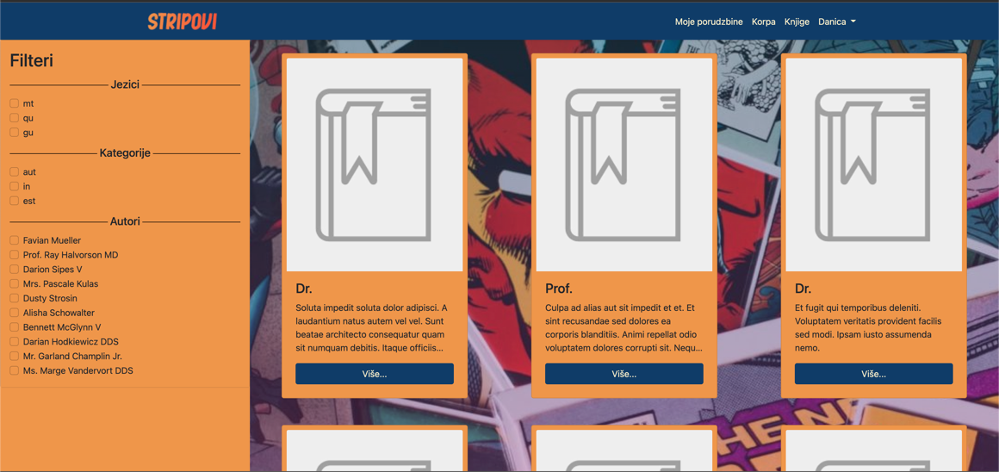 STRIPOVI
Moje porudzbine Korpa Knjige Danica
Filteri
Jezici
mt
qu
gu
Kategorije
aut
in
est
Autori
Favian Mueller
Prof. Ray Halvorson MD
Darion Sipes V
Mrs. Pascale Kulas
Dusty Strosin
Alisha Schowalter
Bennett McGlynn V
Darian Hodkiewicz DDS
Mr. Garland Champlin Jr.
Ms. Marge Vandervort DDS
Dr.
Soluta impedit soluta dolor adipisci. A
laudantium natus autem vel vel. Sunt
beatae architecto consequatur quam
sit numquam debitis. Itaque officiis...
Više...
Prof.
Culpa ad alias aut sit impedit et et. Et
sint recusandae sed dolores ea
corporis blanditiis. Animi repellat odio
voluptatem dolores corrupti sit. Nequ...
Više...
Dr.
Et fugit qui temporibus deleniti.
Voluptatem veritatis provident facilis
sed modi. Ipsam iusto assumenda
nemo.
Više...
THE N